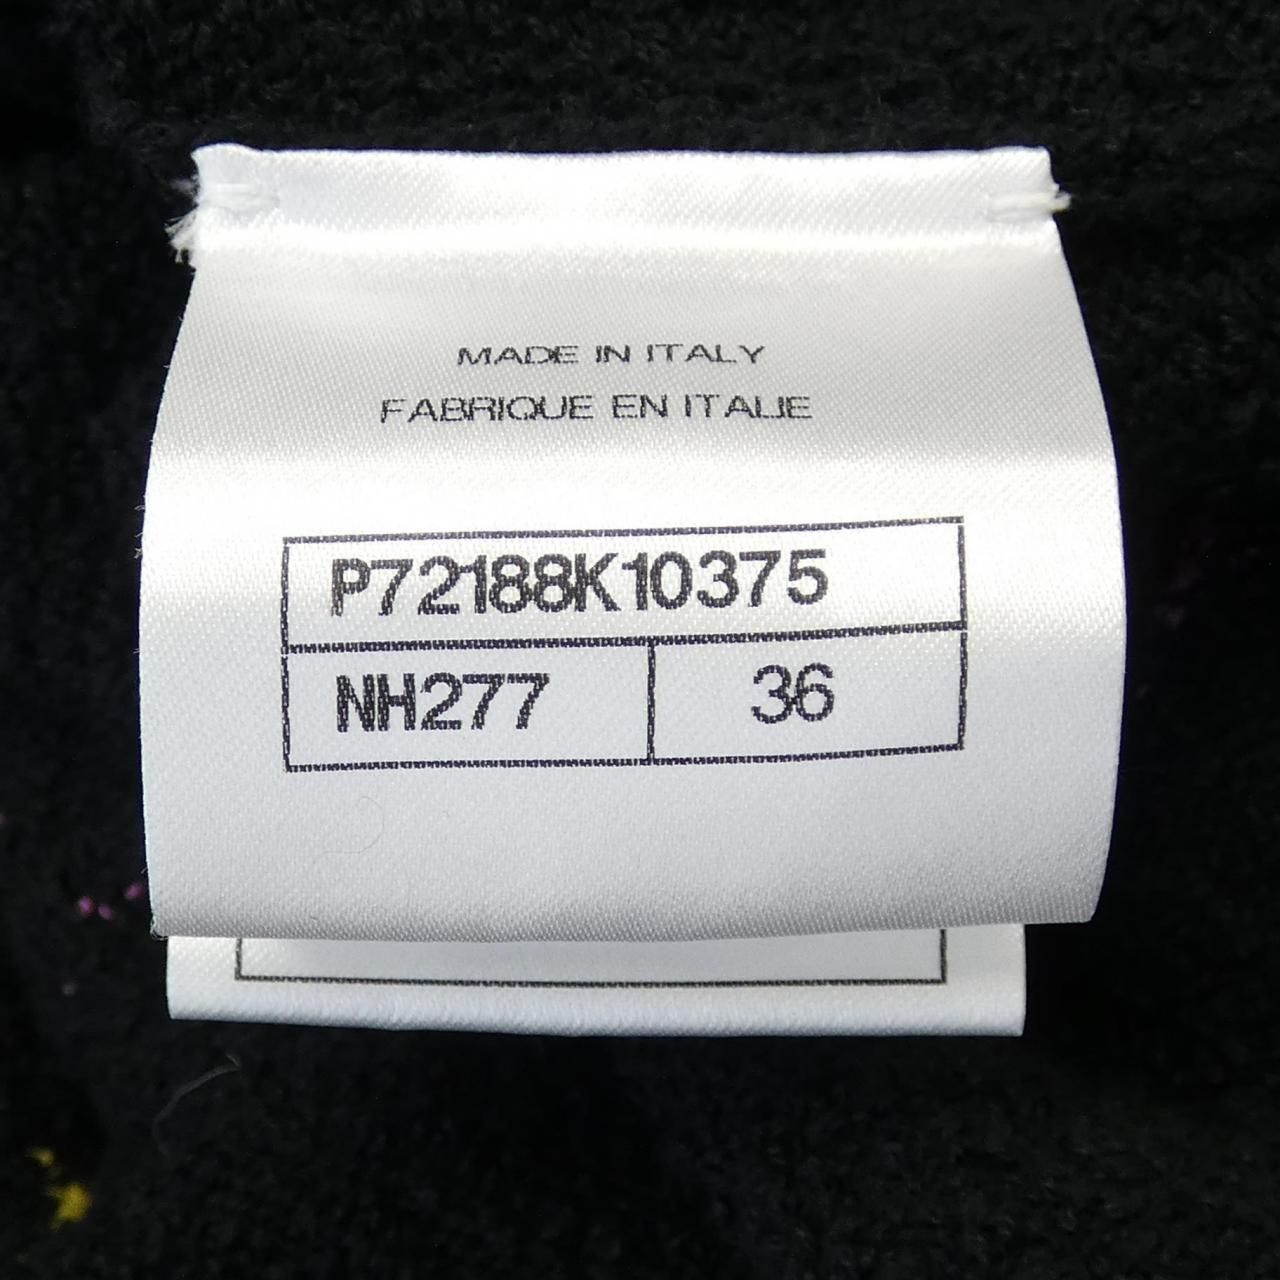 MADE IN ITALY
FABRIQUE EN ITALIE
P72188K10375
NH277 36